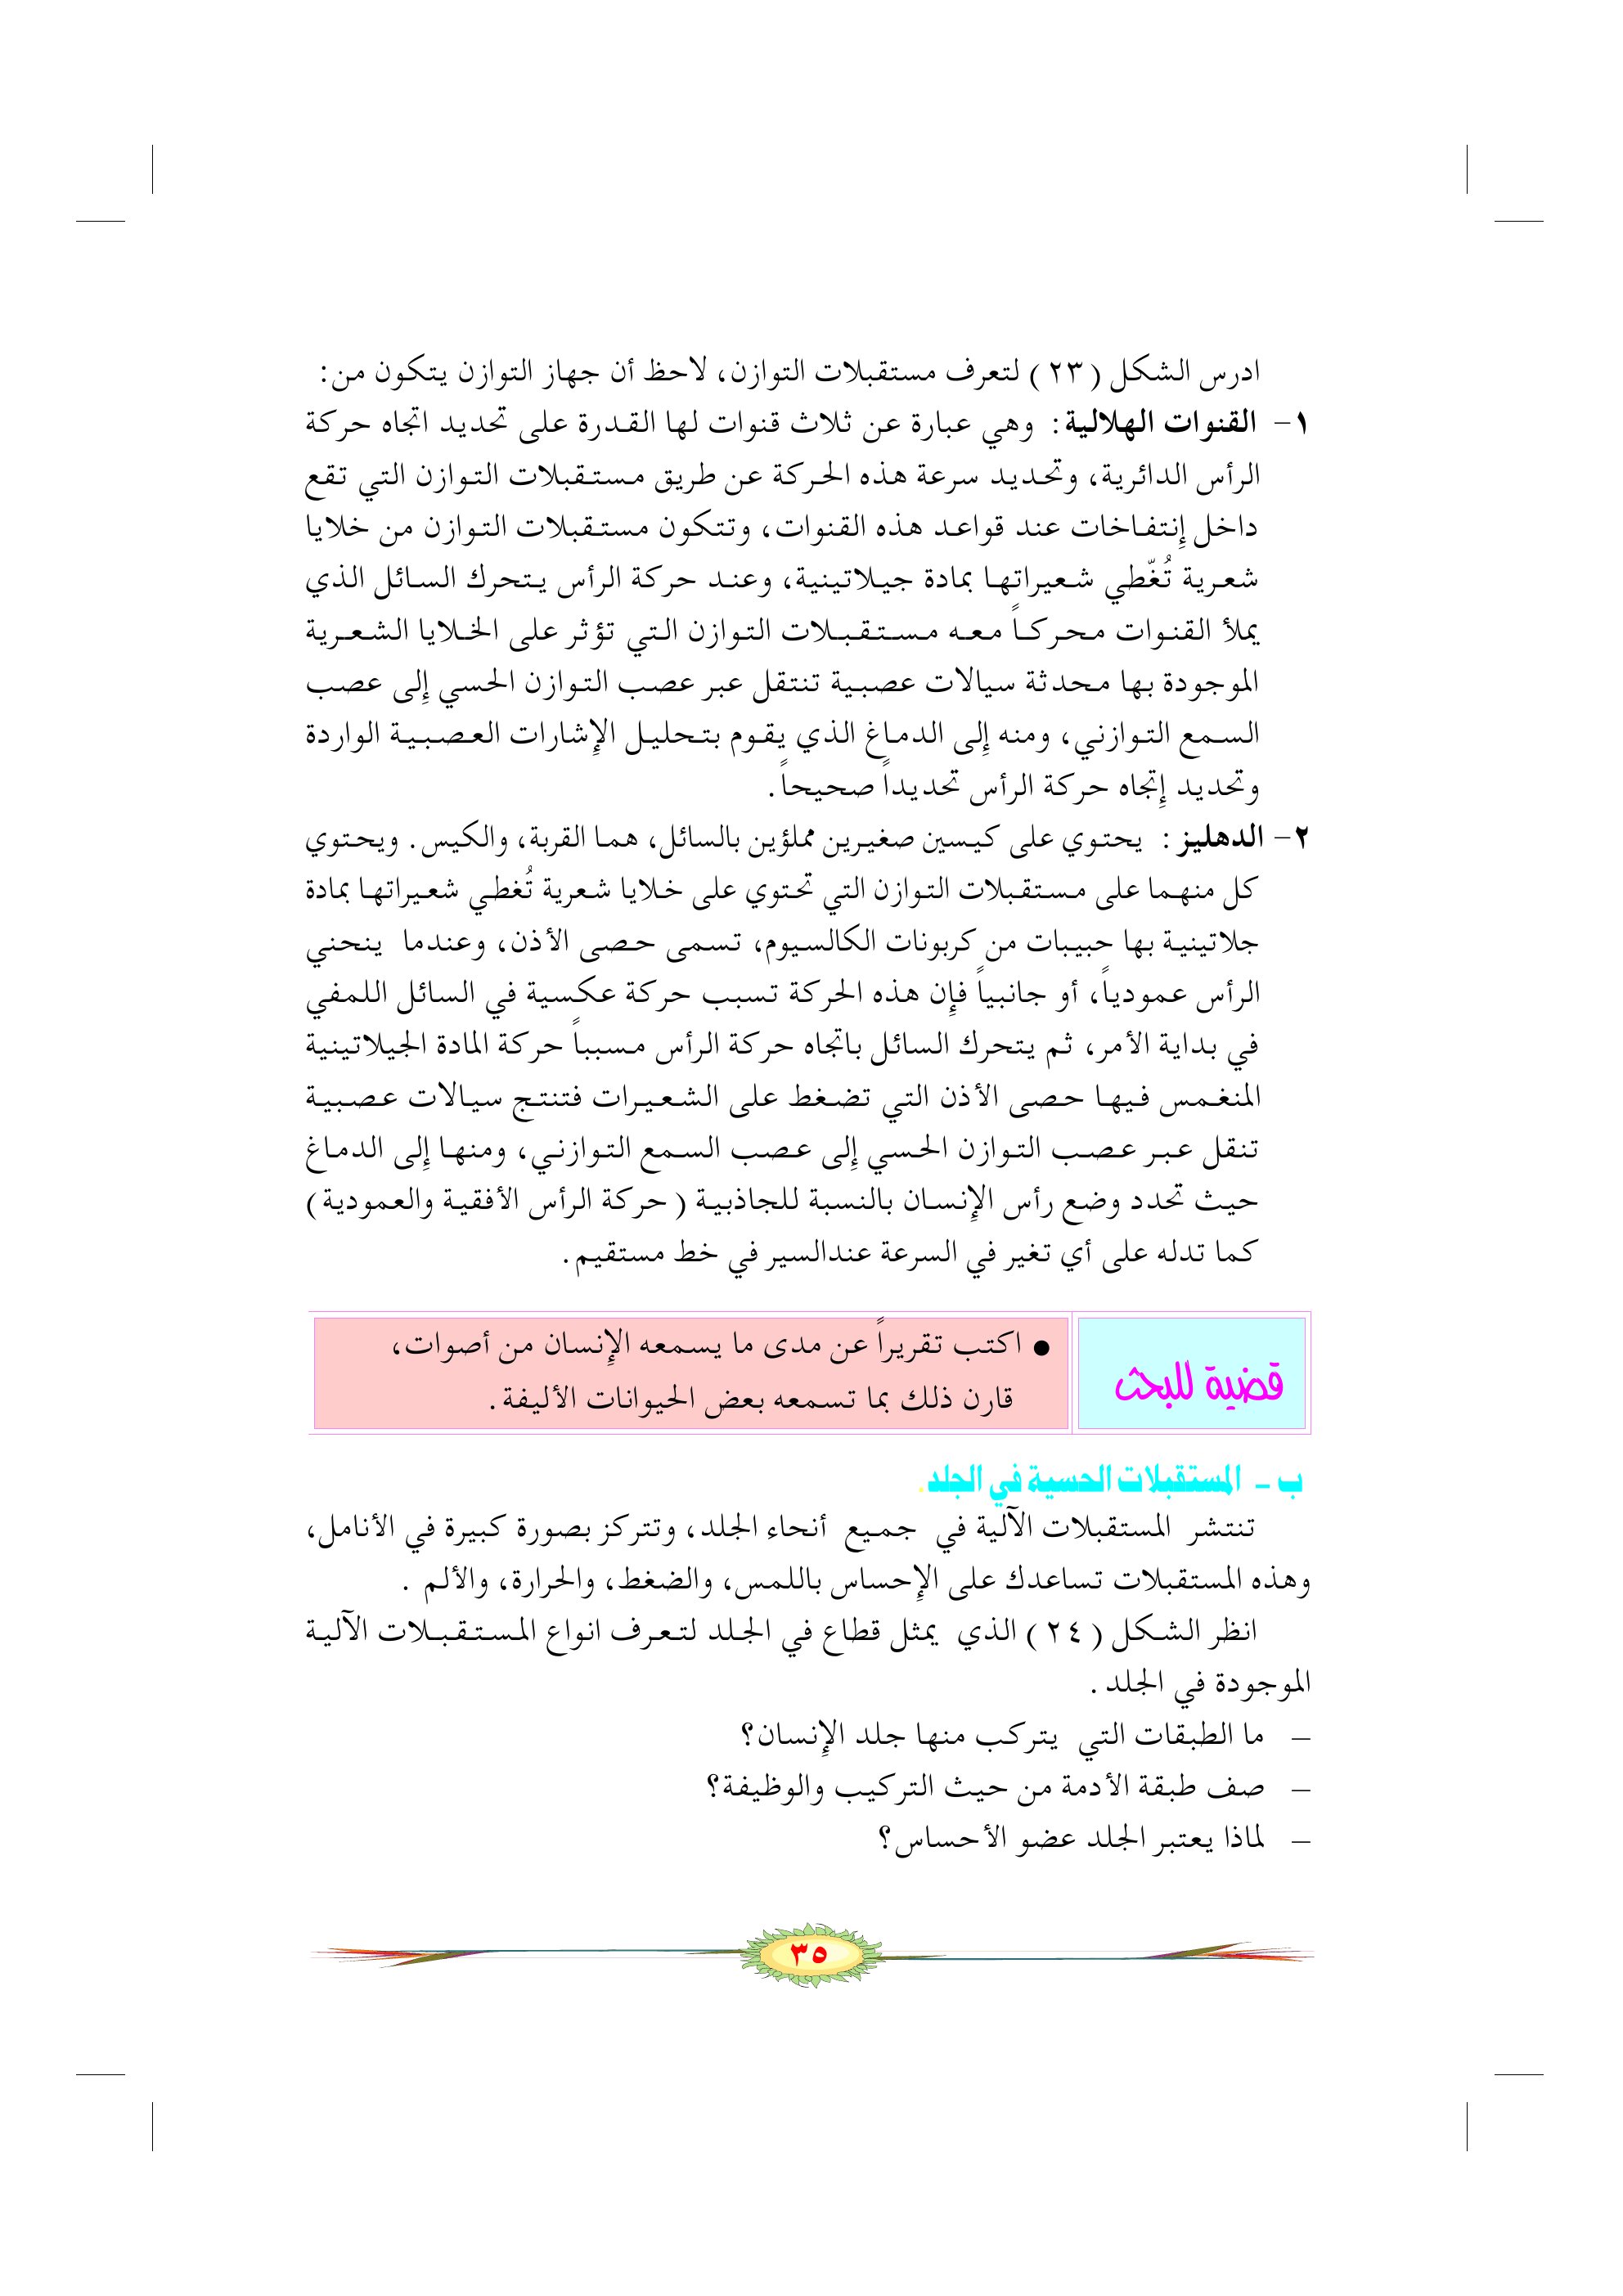 ادرس الشكل (٢٣) لتعرف مستقبلات التوازن، لاحظ أن جهاز التوازن يتكون من:
١- القنوات الهلالية: وهي عبارة عن ثلاث قنوات لها القدرة على تحديد اتجاه حركة
الرأس الدائرية، وتحديد سرعة هذه الحركة عن طريق مستقبلات التوازن التي تقع
داخل إنتفاخات عند قواعد هذه القنوات، وتتكون مستقبلات التوازن من خلايا
شعرية تُغّطي شعيراتها بمادة جيلاتينية، وعند حركة الرأس يتحرك السائل الذي
يملأ القنوات محركاً معه مستقبلات التوازن التي تؤثر على الخلايا الشعرية
الموجودة بها محدثة سيالات عصبية تنتقل عبر عصب التوازن الحسي إلى عصب
السمع التوازني، ومنه إلى الدماغ الذي يقوم بتحليل الإشارات العصبية الواردة
وتحديد إتجاه حركة الرأس تحديداً صحيحاً.
٢- الدهليز: يحتوي على كيسين صغيرين مملؤين بالسائل، هما القربة، والكيس. ويحتوي
كل منهما على مستقبلات التوازن التي تحتوي على خلايا شعرية تُغطي شعيراتها بمادة
جلاتينية بها حبيبات من كربونات الكالسيوم، تسمى حصى الأذن، وعندما ينحني
الرأس عمودياً، أو جانبياً فإن هذه الحركة تسبب حركة عكسية في السائل اللمفي
في بداية الأمر، ثم يتحرك السائل باتجاه حركة الرأس مسبباً حركة المادة الجيلاتينية
المنغمس فيها حصى الأذن التي تضغط على الشعيرات فتنتج سيالات عصبية
تنقل عبر عصب التوازن الحسي إلى عصب السمع التوازني، ومنها إلى الدماغ
حيث تحدد وضع رأس الإنسان بالنسبة للجاذبية (حركة الرأس الأفقية والعمودية)
كما تدله على أي تغير في السرعة عندالسير في خط مستقيم.
قضية للبحث
● اكتب تقريراً عن مدى ما يسمعه الإنسان من أصوات،
قارن ذلك بما تسمعه بعض الحيوانات الأليفة.
ب - المستقبلات الحسية في الجلد.
تنتشر المستقبلات الآلية في جميع أنحاء الجلد، وتتركز بصورة كبيرة في الأنامل،
وهذه المستقبلات تساعدك على الإحساس باللمس، والضغط، والحرارة، والألم .
انظر الشكل (٢٤) الذي يمثل قطاع في الجلد لتعرف انواع المستقبلات الآلية
الموجودة في الجلد .
– ما الطبقات التي يتركب منها جلد الإنسان؟
– صف طبقة الأدمة من حيث التركيب والوظيفة؟
– لماذا يعتبر الجلد عضو الأحساس؟
٣٥